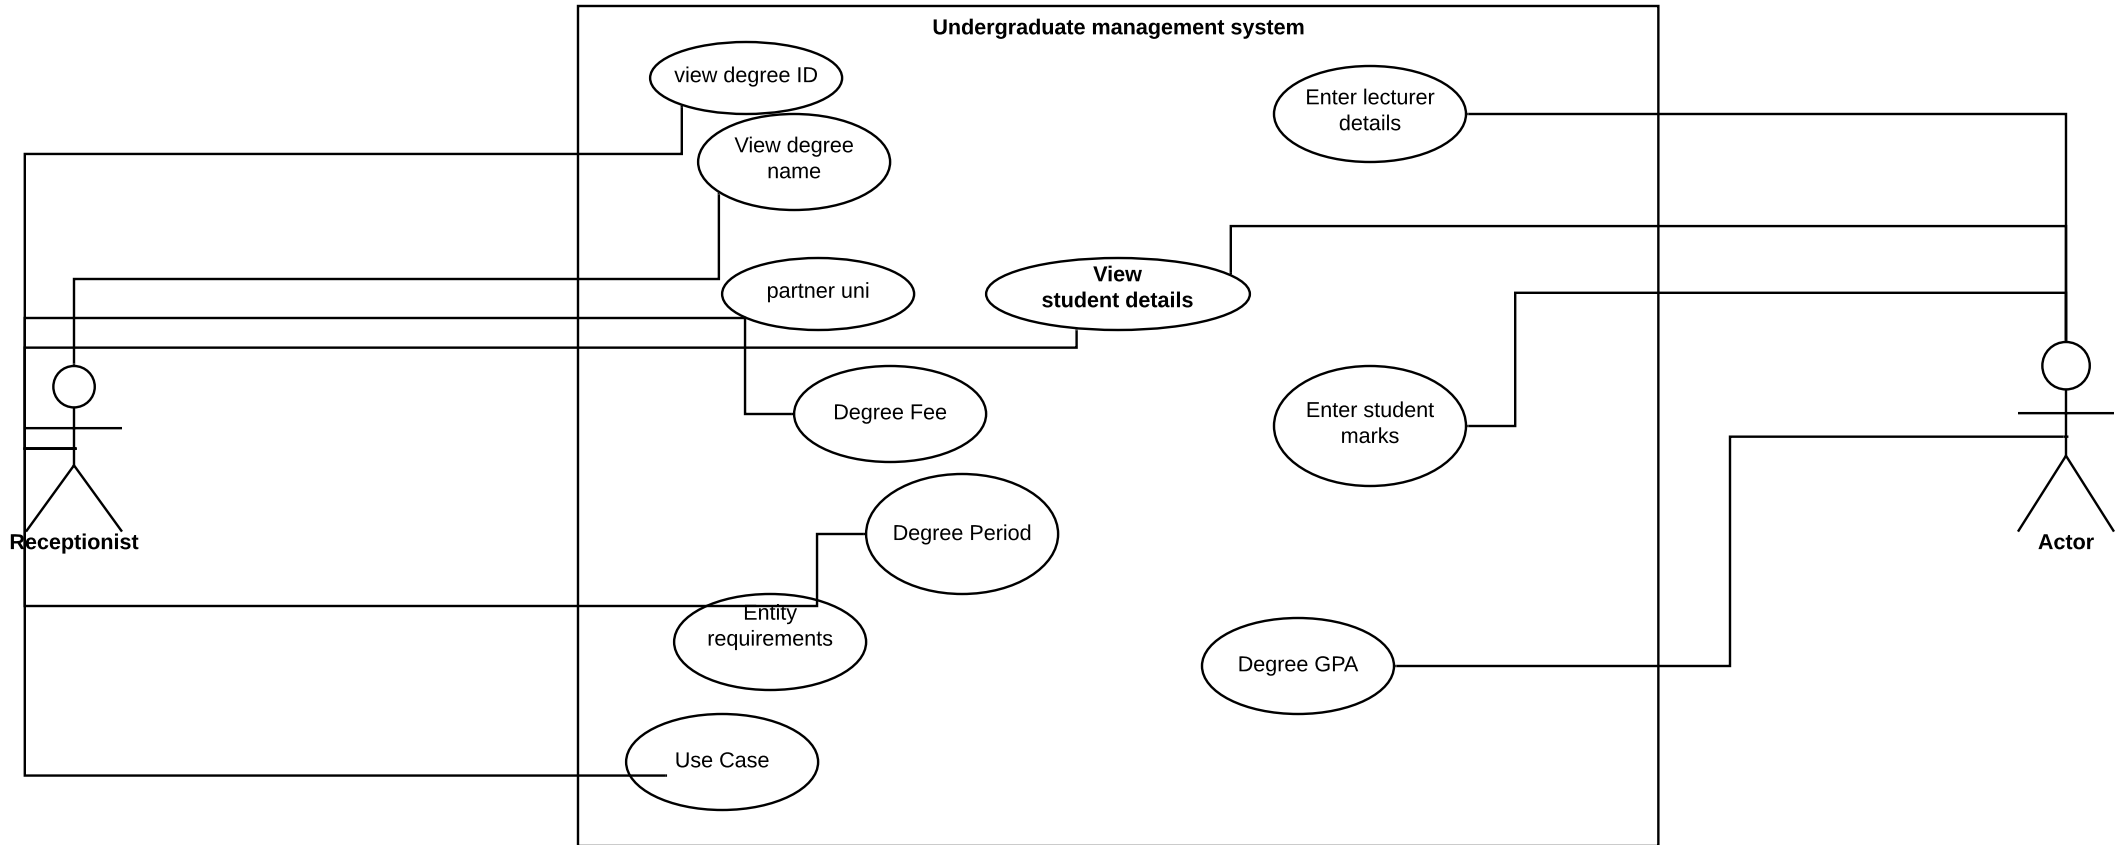 Undergraduate management system
view degree ID
Enter lecturer
details
View degree
name
partner uni
View
student details
Degree Fee
Enter student
marks
Degree Period
Receptionist
Actor
Entity
requirements
Degree GPA
Use Case